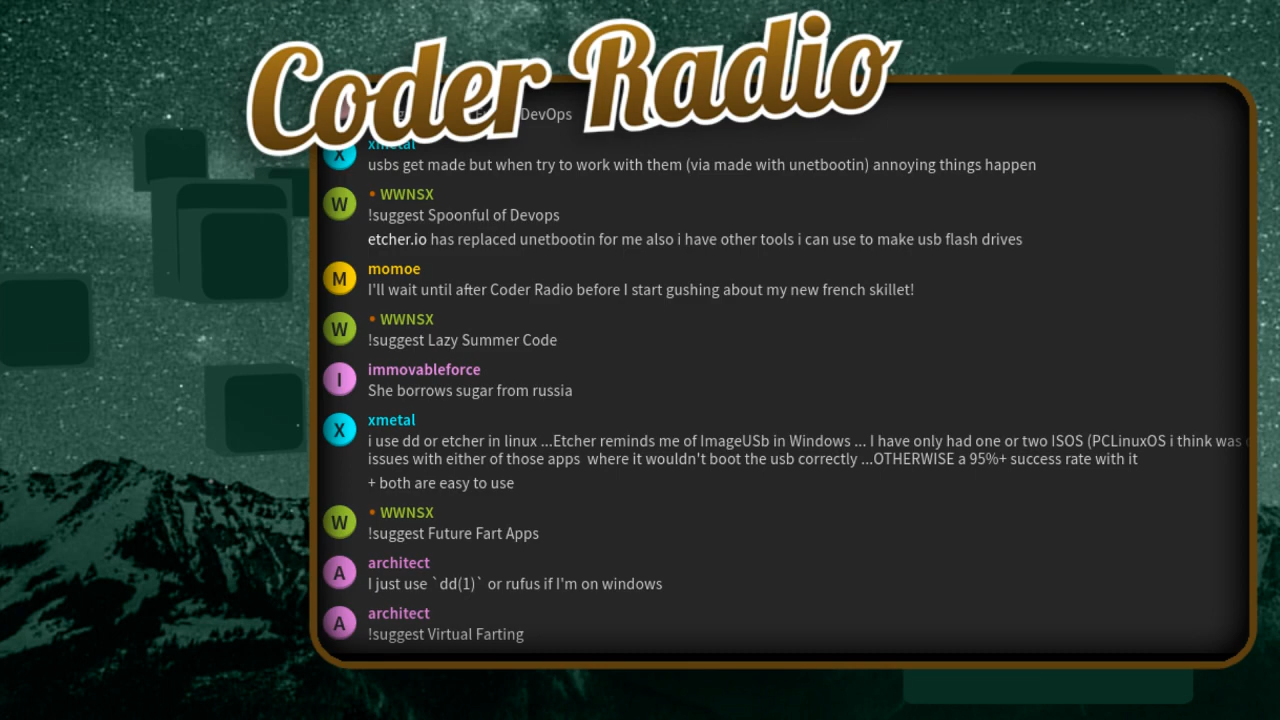 Coder Radio
DevOps
X
xmetal
usbs get made but when try to work with them (via made with unetbootin) annoying things happen
W
• WWNSX
!suggest Spoonful of Devops
etcher.io has replaced unetbootin for me also i have other tools i can use to make usb flash drives
M
momoe
I'll wait until after Coder Radio before I start gushing about my new french skillet!
W
• WWNSX
!suggest Lazy Summer Code
I
immovableforce
She borrows sugar from russia
X
xmetal
i use dd or etcher in linux ...Etcher reminds me of ImageUSb in Windows ... I have only had one or two ISOS (PCLinuxOS i think was
issues with either of those apps where it wouldn't boot the usb correctly ...OTHERWISE a 95%+ success rate with it
+ both are easy to use
W
• WWNSX
!suggest Future Fart Apps
A
architect
I just use `dd(1)` or rufus if I'm on windows
A
architect
!suggest Virtual Farting